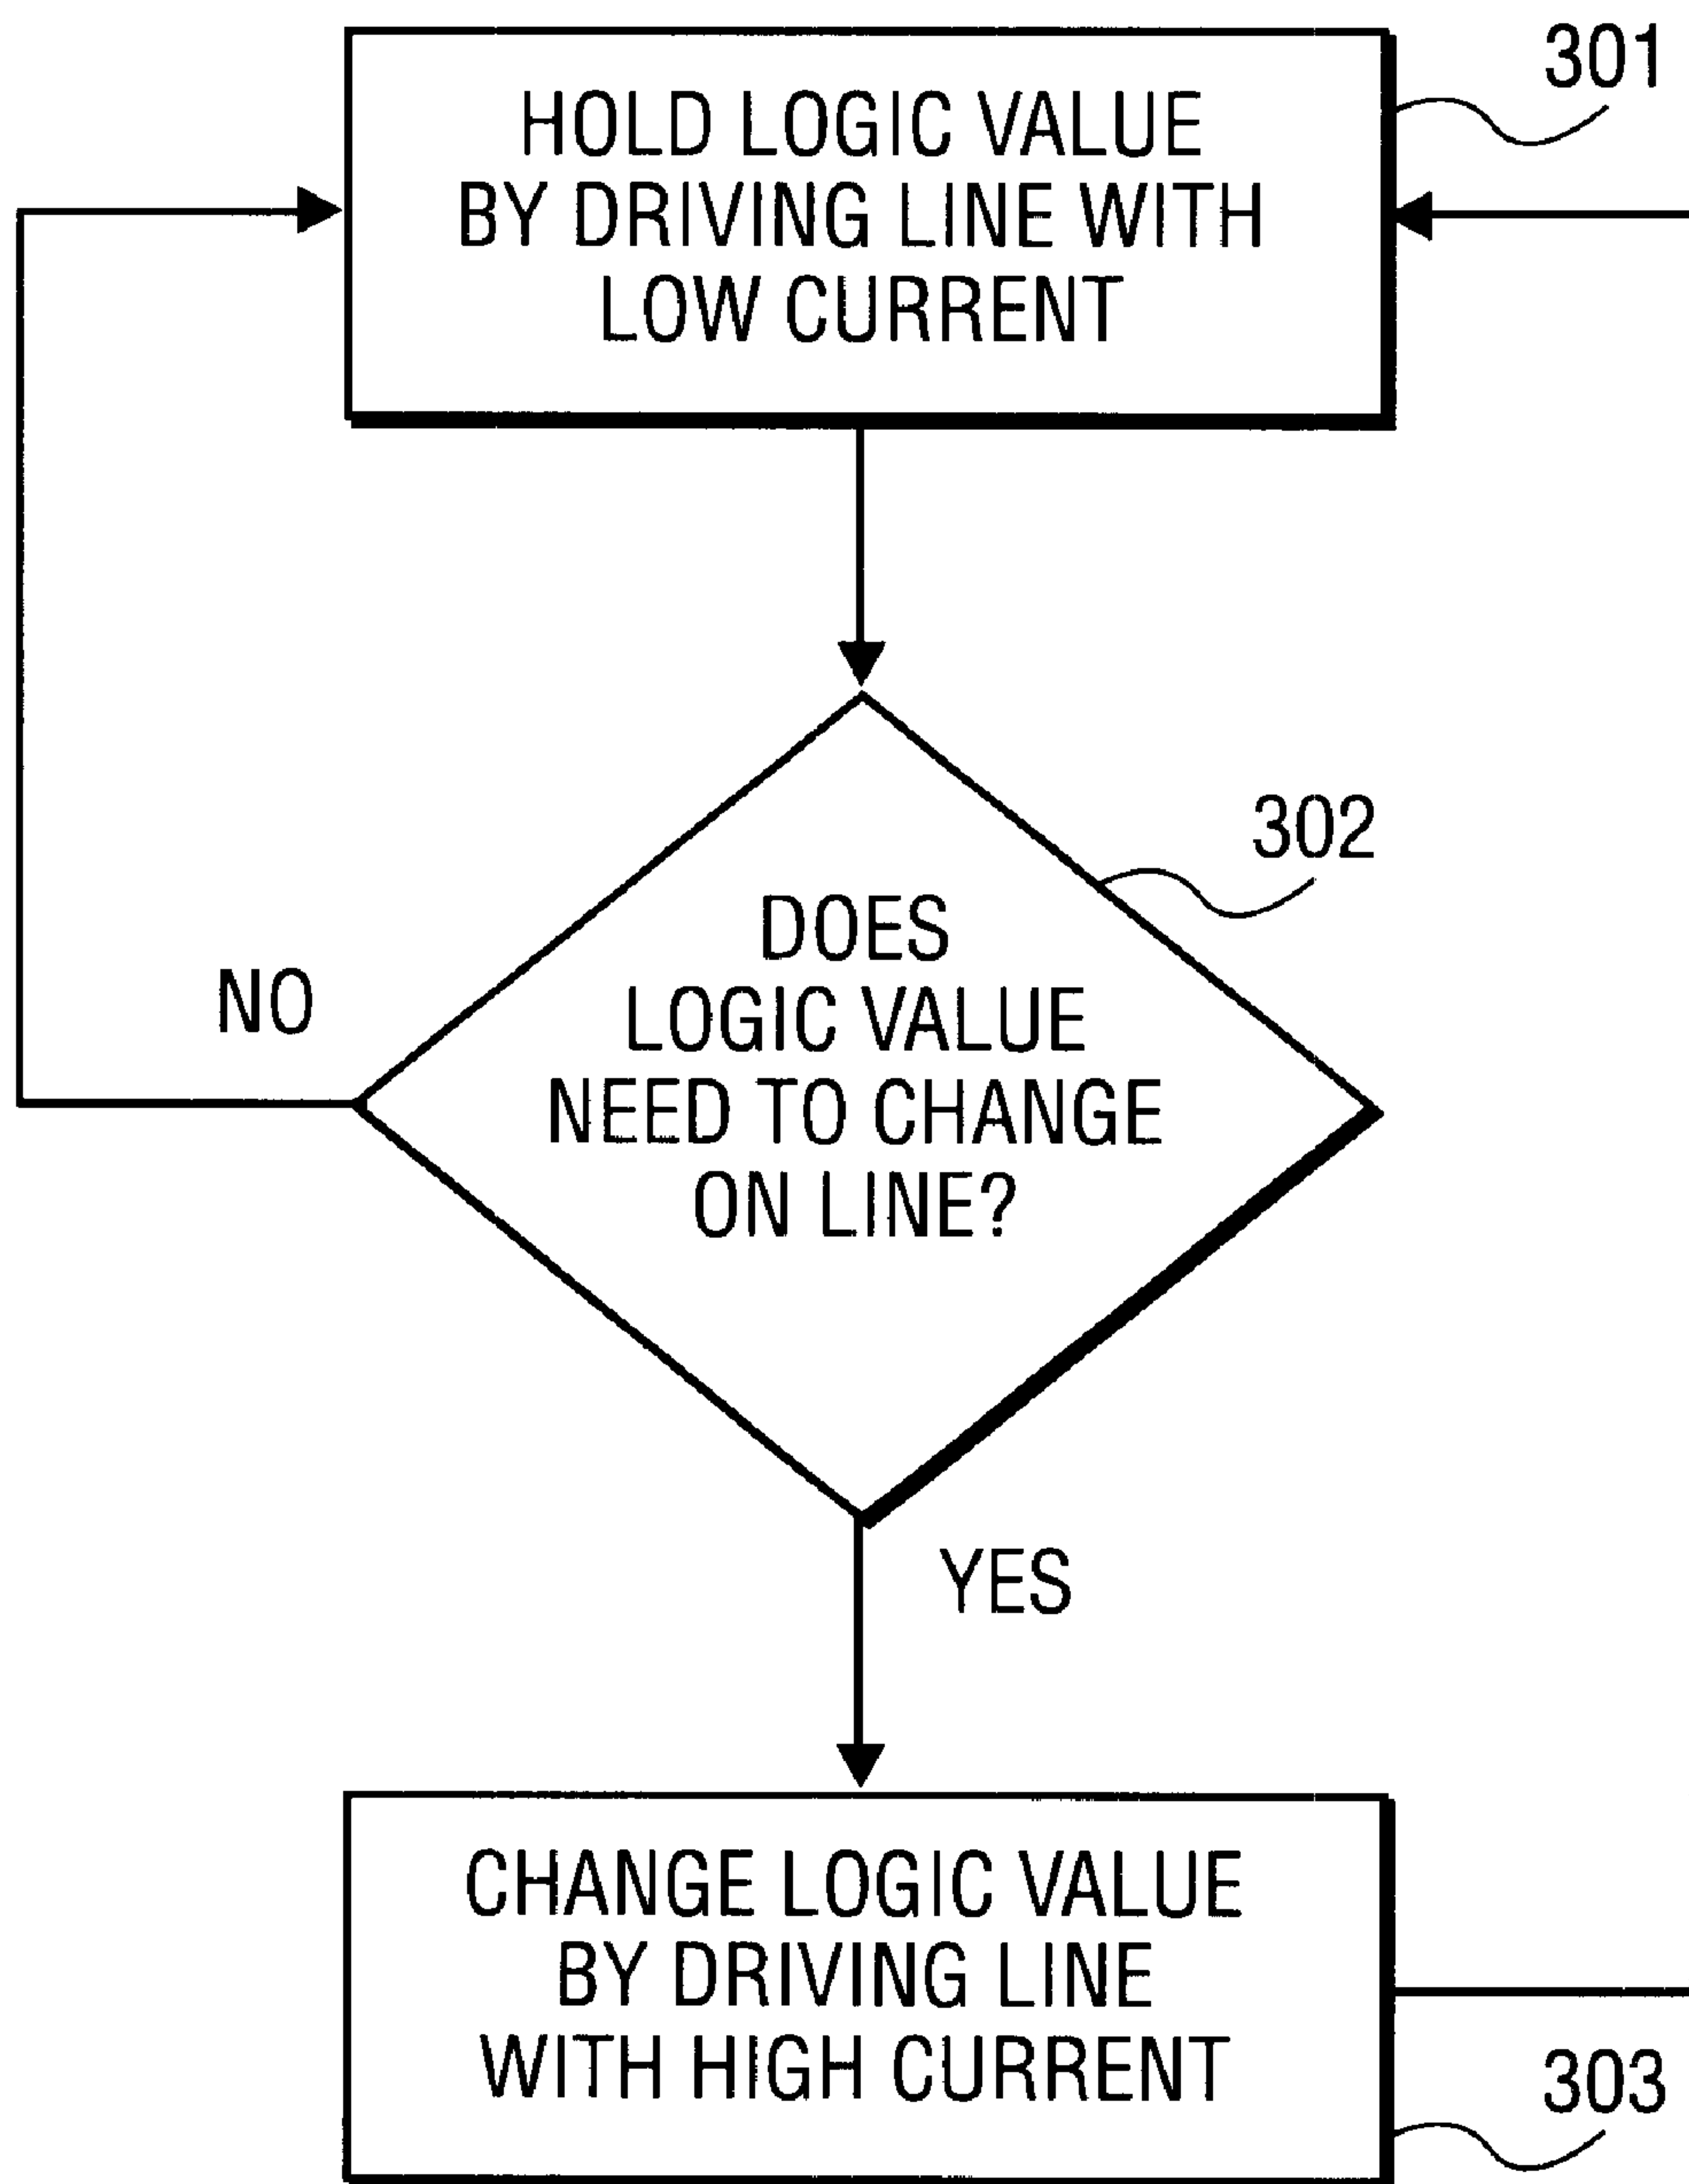 301
HOLD LOGIC VALUE
BY DRIVING LINE WITH
LOW CURRENT
302
DOES
LOGIC VALUE
NEED TO CHANGE
ON LINE?
NO
YES
CHANGE LOGIC VALUE
BY DRIVING LINE
WITH HIGH CURRENT
303